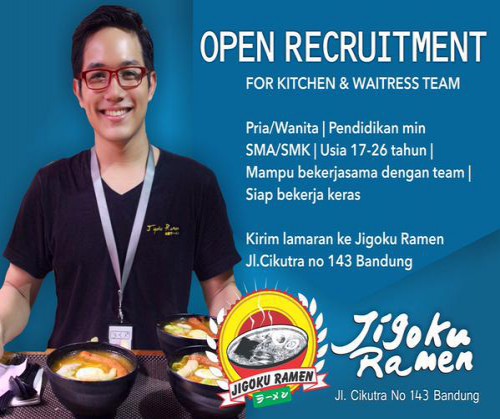 OPEN RECRUITMENT
FOR KITCHEN & WAITRESS TEAM
Pria/Wanita | Pendidikan min
SMA/SMK | Usia 17-26 tahun |
Mampu bekerjasama dengan team |
Siap bekerja keras
Kirim lamaran ke Jigoku Ramen
Jl.Cikutra no 143 Bandung
Jigoku Ramen
JIGOKU RAMEN
ラーメン
Jigoku
Ramen
Jl. Cikutra No 143 Bandung